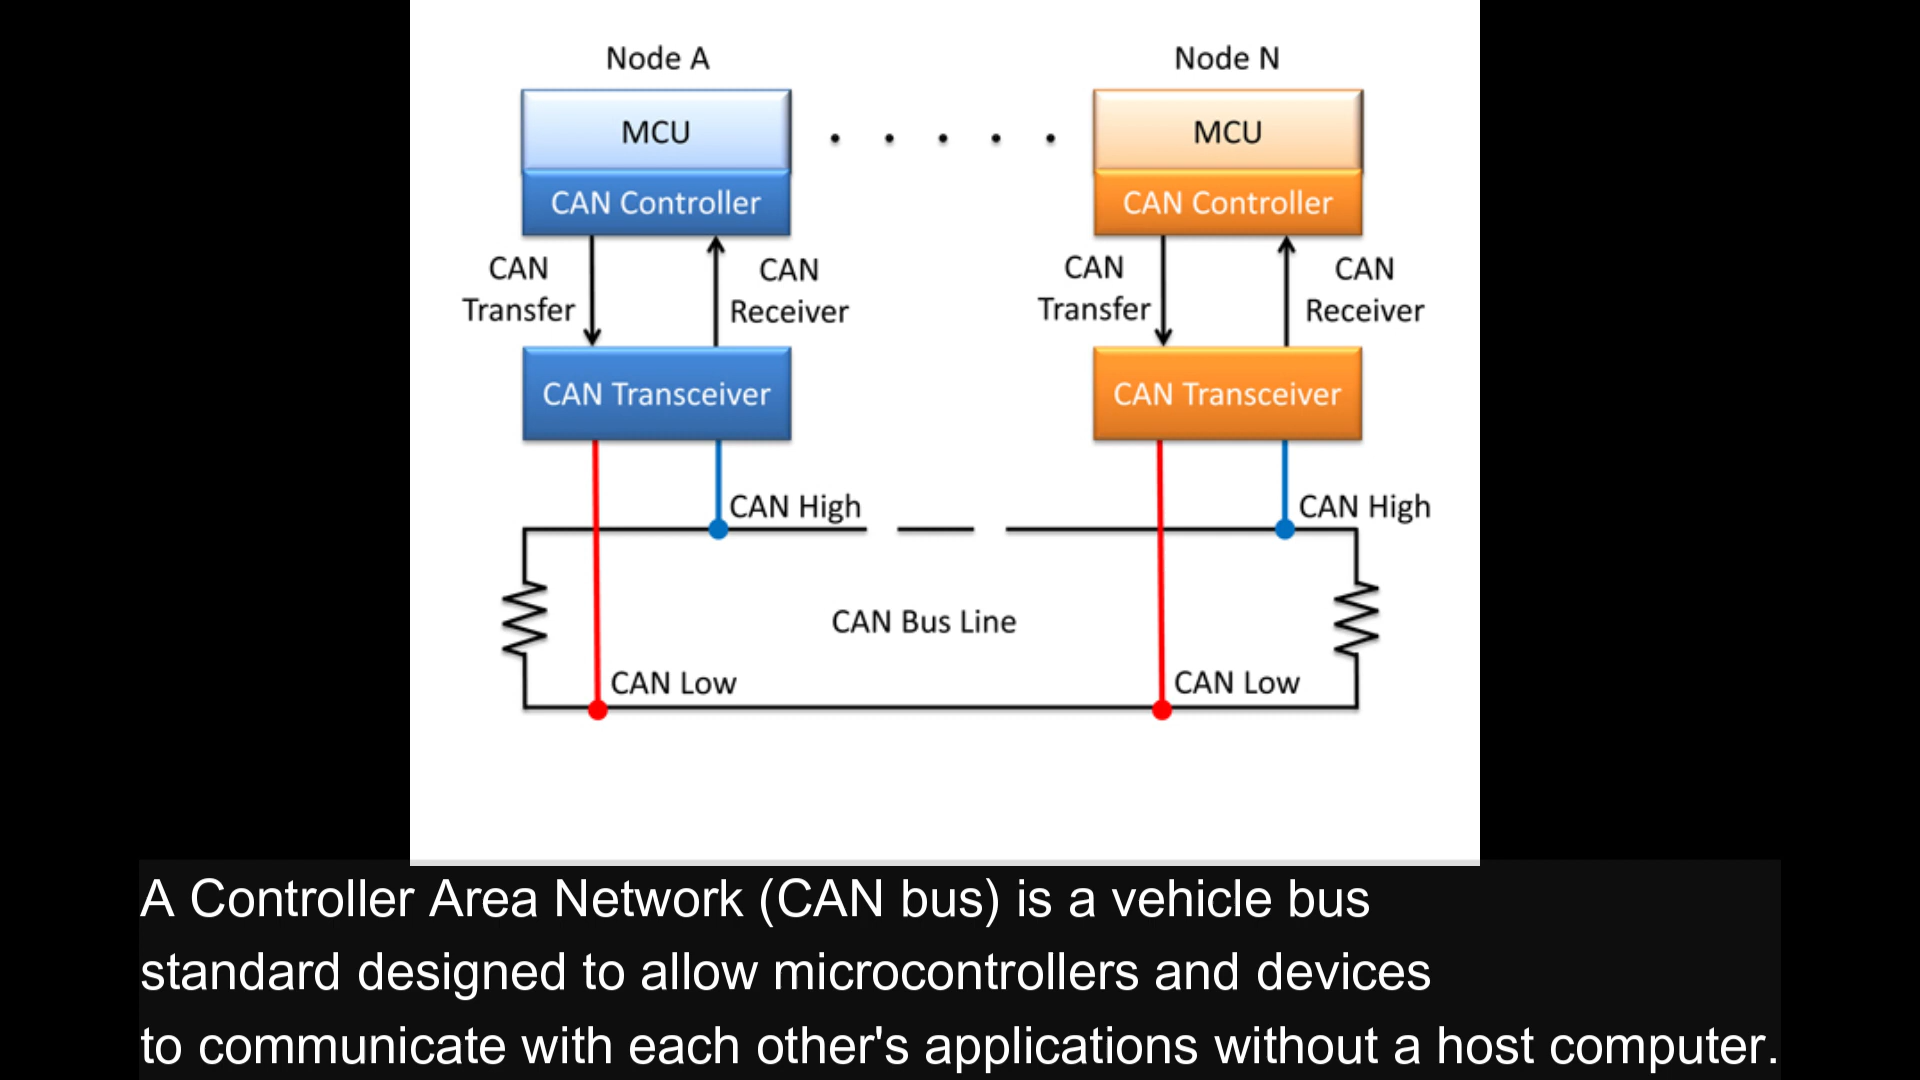 Node A
Node N
MCU
MCU
CAN Controller
CAN Controller
CAN
Transfer
CAN
Receiver
CAN
Transfer
CAN
Receiver
CAN Transceiver
CAN Transceiver
CAN High
CAN High
CAN Bus Line
CAN Low
CAN Low
A Controller Area Network (CAN bus) is a vehicle bus
standard designed to allow microcontrollers and devices
to communicate with each other's applications without a host computer.